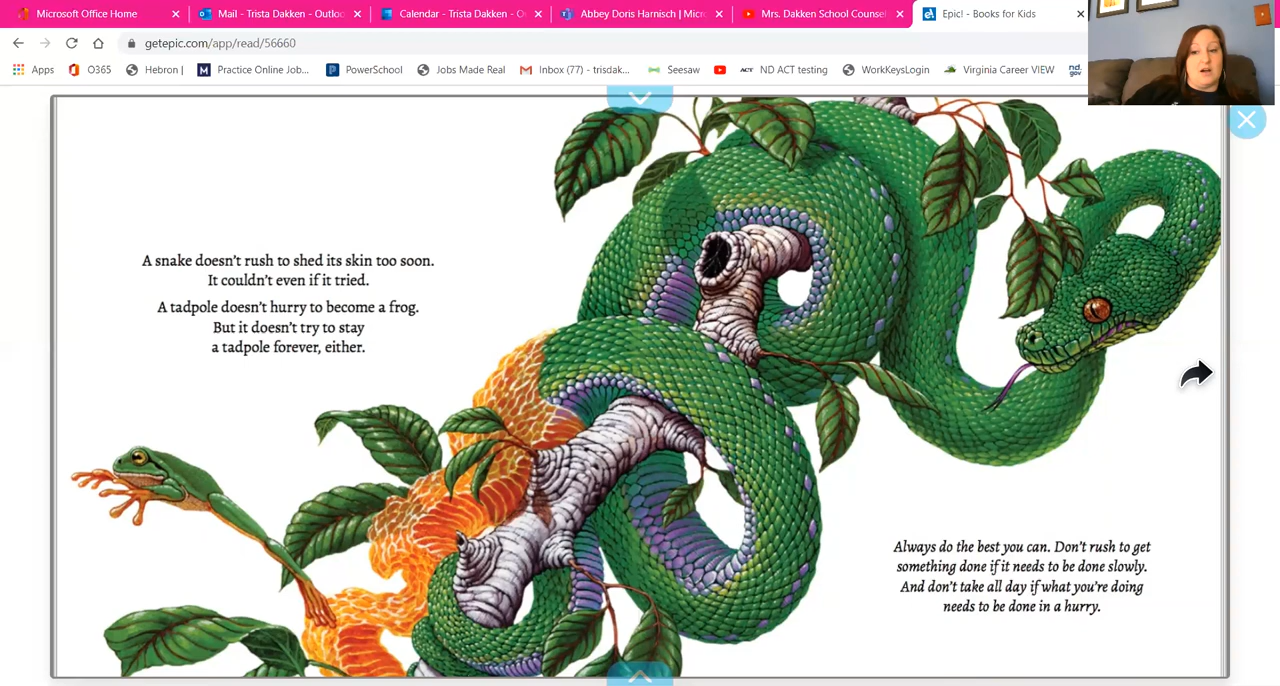 Microsoft Office Home
Mail - Trista Dakken - Outloo
Calendar - Trista Dakken - O
Abbey Doris Harnisch | Micr
Mrs. Dakken School Counsel
Epic! - Books for Kids
getepic.com/app/read/56660
Apps
O365
Hebron |
Practice Online Job...
PowerSchool
Jobs Made Real
Inbox (77) - trisdak...
Seesaw
ACT
ND ACT testing
WorkKeysLogin
Virginia Career VIEW
nd.
gov
A snake doesn't rush to shed its skin too soon.
It couldn't even if it tried.
A tadpole doesn't hurry to become a frog.
But it doesn't try to stay
a tadpole forever, either.
Always do the best you can. Don't rush to get
something done if it needs to be done slowly.
And don't take all day if what you're doing
needs to be done in a hurry.